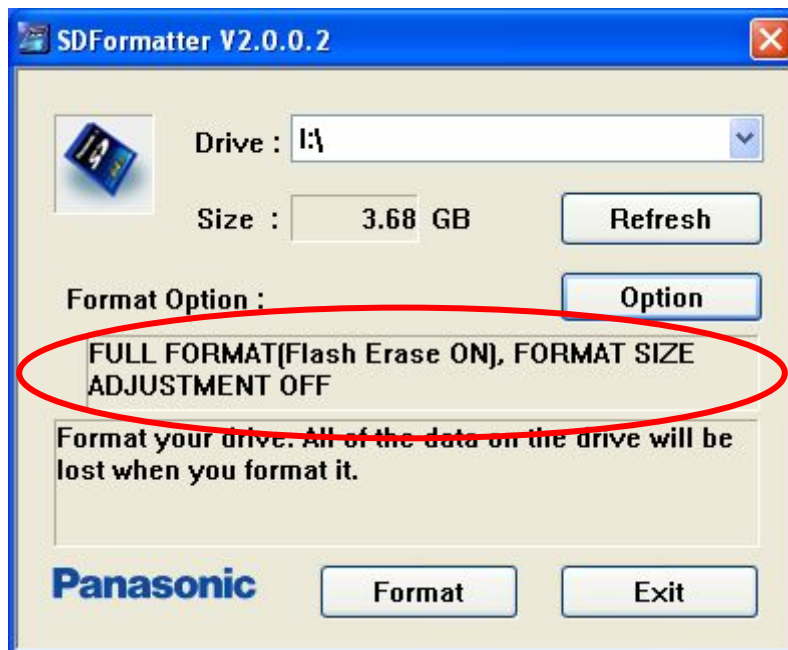 SDFormatter V2.0.0.2
Drive : I:\
Size : 3.68 GB Refresh
Format Option : Option
FULL FORMAT(Flash Erase ON), FORMAT SIZE
ADJUSTMENT OFF
Format your drive. All of the data on the drive will be
lost when you format it.
Panasonic Format Exit